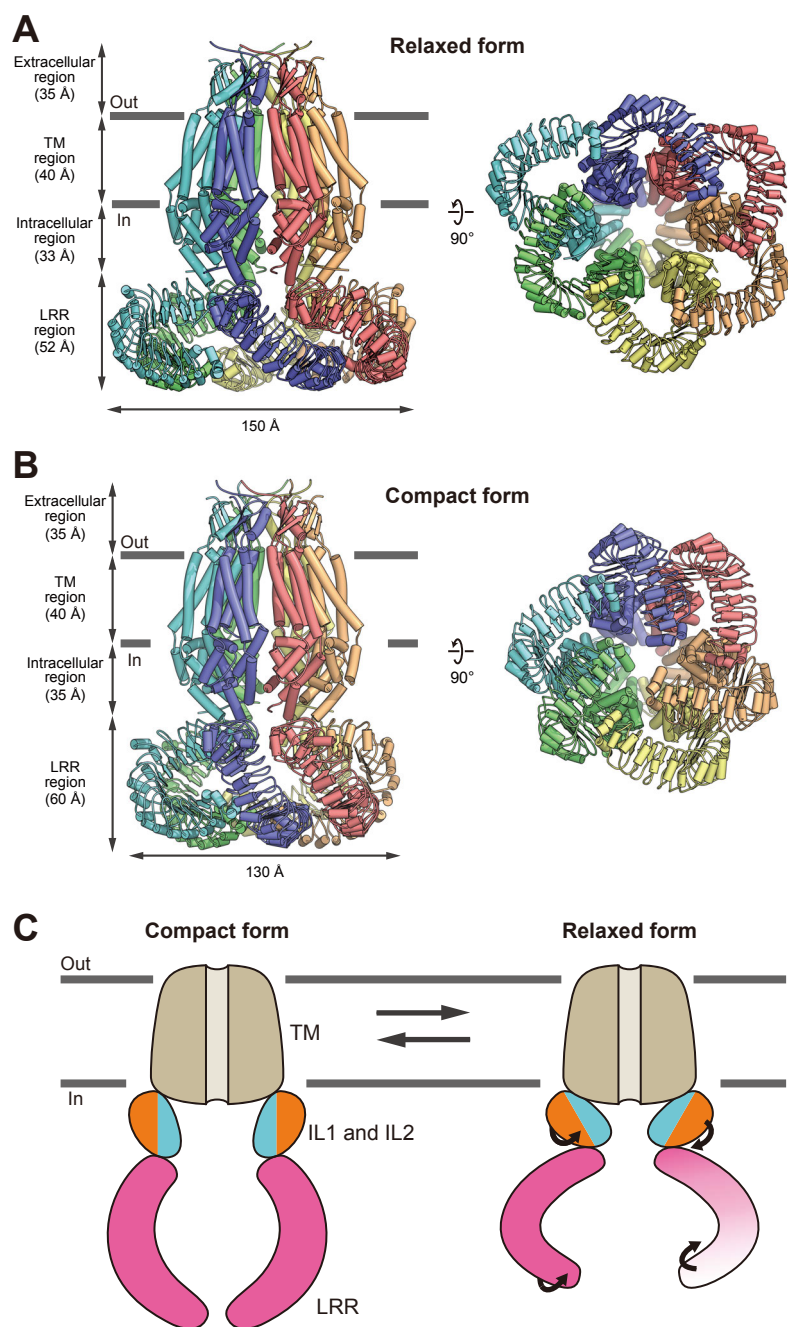 A
Relaxed form
Extracellular
region
(35 Å)
Out
TM
region
(40 Å)
In
Intracellular
region
(33 Å)
90°
LRR
region
(52 Å)
150 Å
B
Compact form
Extracellular
region
(35 Å)
Out
TM
region
(40 Å)
In
Intracellular
region
(35 Å)
90°
LRR
region
(60 Å)
130 Å
C
Compact form
Relaxed form
Out
TM
In
IL1 and IL2
LRR